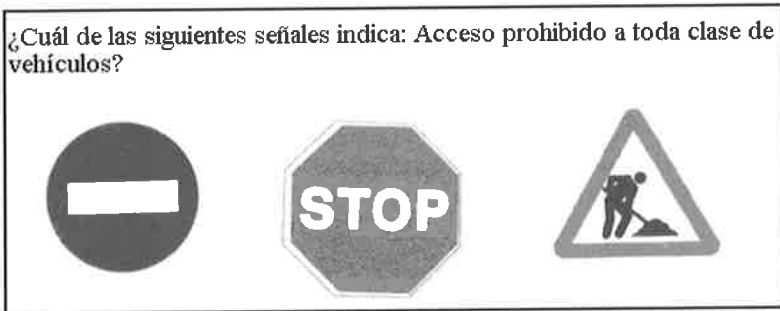 ¿Cuál de las siguientes señales indica: Acceso prohibido a toda clase de
vehículos?
STOP